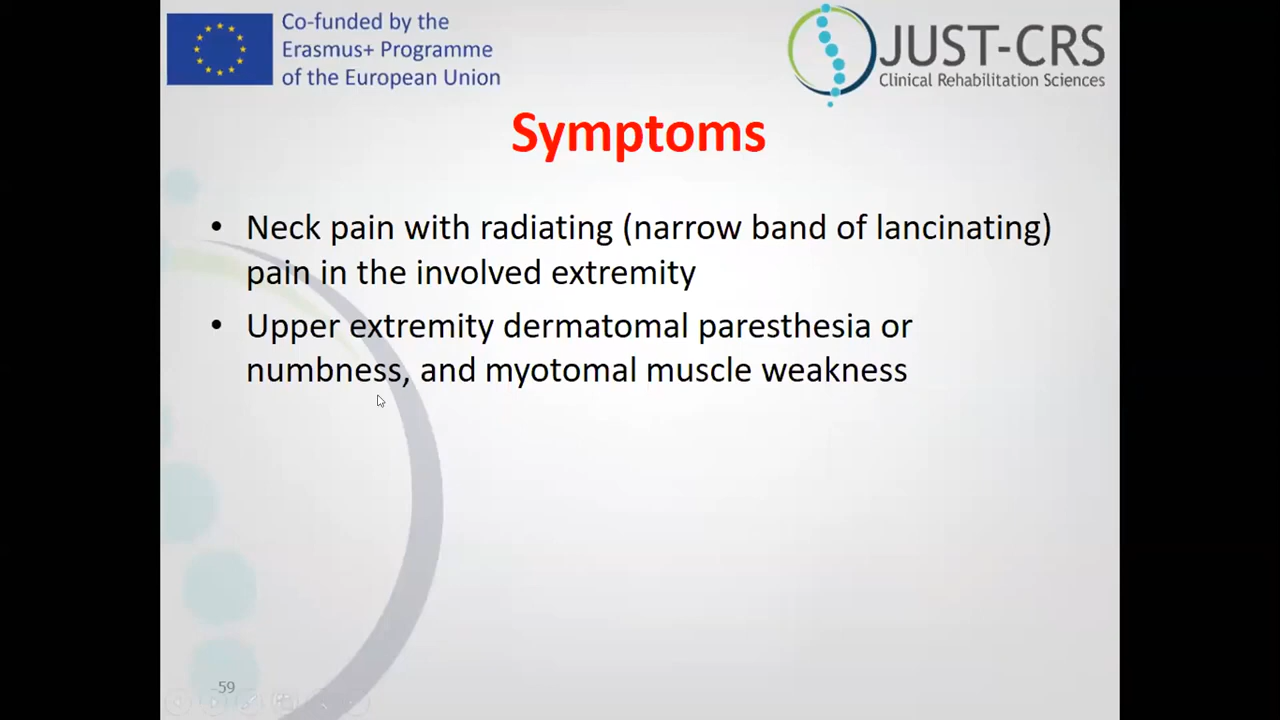 Co-funded by the
Erasmus+ Programme
of the European Union
JUST-CRS
Clinical Rehabilitation Sciences
Symptoms
• Neck pain with radiating (narrow band of lancinating)
pain in the involved extremity
• Upper extremity dermatomal paresthesia or
numbness, and myotomal muscle weakness
59